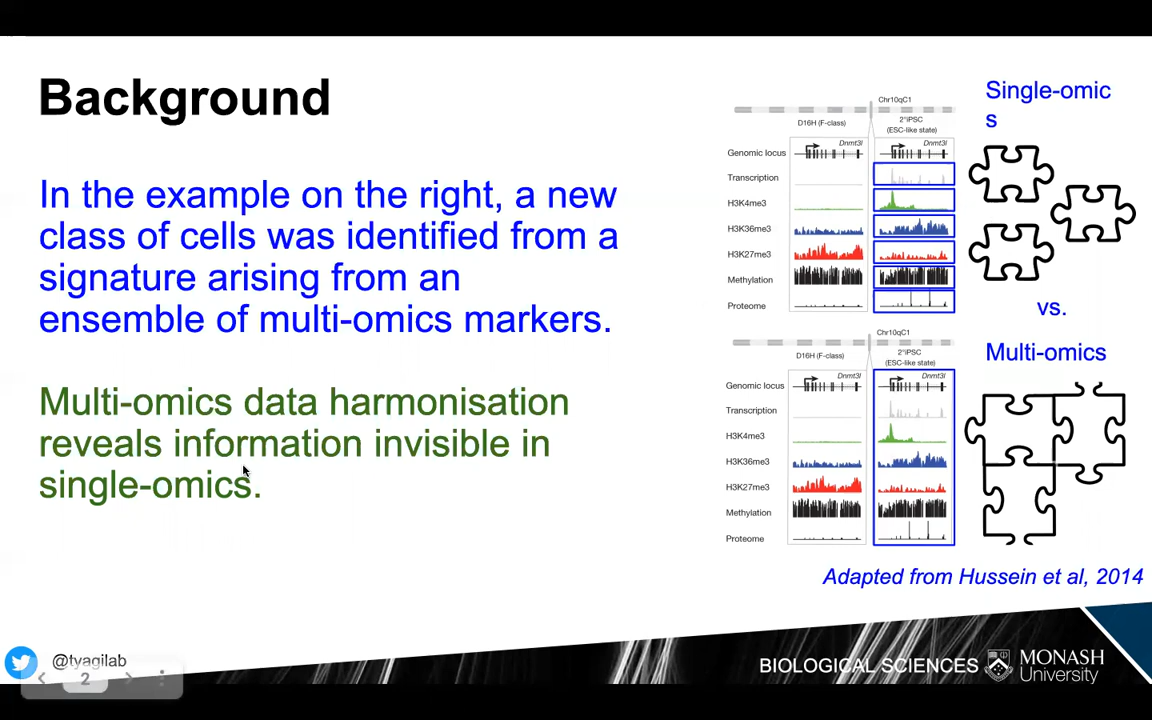 Background
In the example on the right, a new
class of cells was identified from a
signature arising from an
ensemble of multi-omics markers.
Multi-omics data harmonisation
reveals information invisible in
single-omics.
Chr10qC1
D16H (F-class)
2°iPSC
(ESC-like state)
Dnmt3l
Dnmt3l
Genomic locus
Transcription
H3K4me3
H3K36me3
H3K27me3
Methylation
Proteome
Single-omic
s
vs.
Chr10qC1
D16H (F-class)
2°iPSC
(ESC-like state)
Dnmt3l
Dnmt3l
Genomic locus
Transcription
H3K4me3
H3K36me3
H3K27me3
Methylation
Proteome
Multi-omics
Adapted from Hussein et al, 2014
@tyagilab
2
BIOLOGICAL SCIENCES
MONASH
University